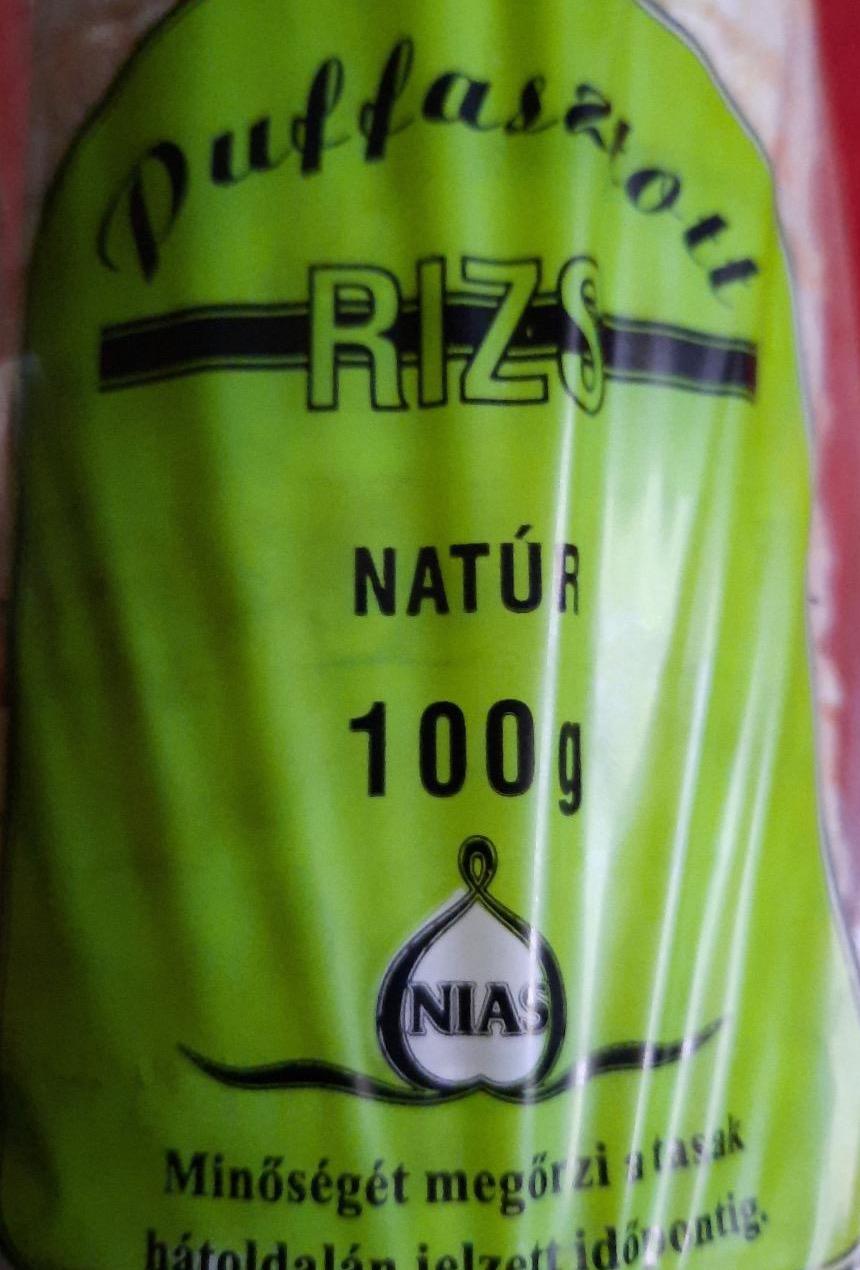 Puffasztott
RIZS
NATÚR
100g
NIAS
Minőségét megőrzi a tasak
hátoldalán jelzett időpontig.